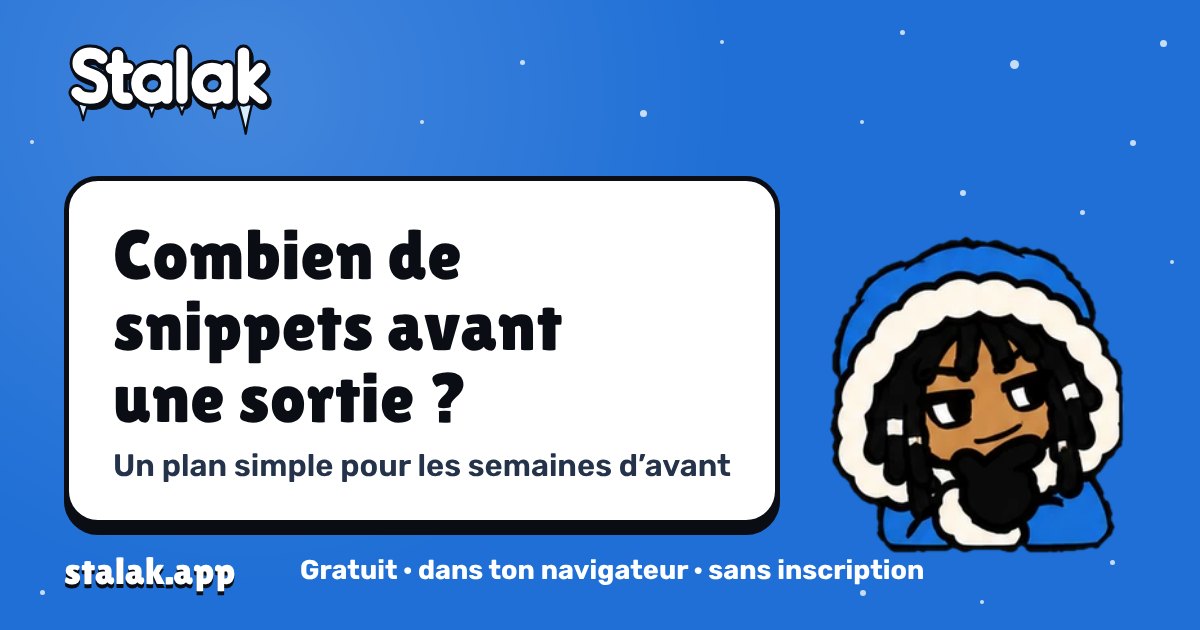 Stalak
Combien de
snippets avant
une sortie ?
Un plan simple pour les semaines d’avant
stalak.app
Gratuit • dans ton navigateur • sans inscription